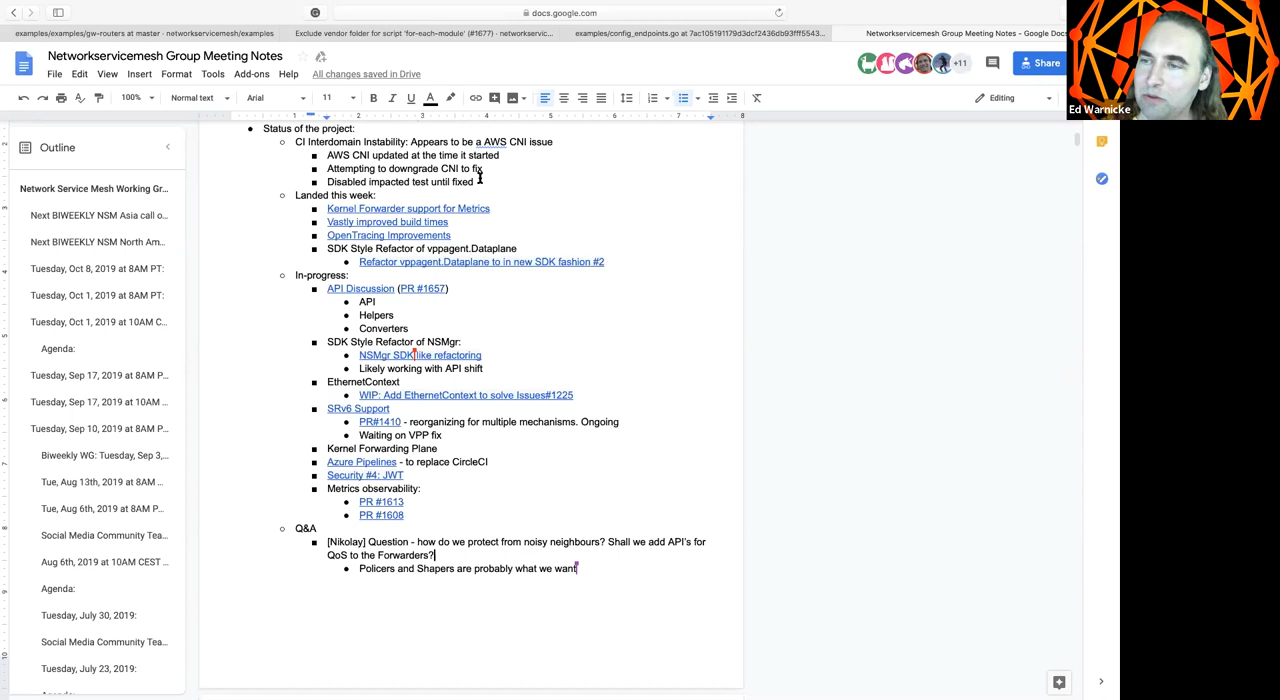 docs.google.com
examples/examples/gw-routers at master · networkservicemesh/examples
Exclude vendor folder for script 'for-each-module' (#1677) · networkservic...
examples/config_endpoints.go at 7ac105191179d3dcf2436db93fff5543...
Networkservicemesh Group Meeting Notes - Google Docs
Networkservicemesh Group Meeting Notes
File Edit View Insert Format Tools Add-ons Help All changes saved in Drive
+11
Share
100% Normal text Arial 11 B I U A Editing
Ed Warnicke
1 2 3 4 5 6 7 8
Outline
Network Service Mesh Working Gr...
Next BIWEEKLY NSM Asia call o...
Next BIWEEKLY NSM North Am...
Tuesday, Oct 8, 2019 at 8AM PT:
Tuesday, Oct 1, 2019 at 8AM PT:
Tuesday, Oct 1, 2019 at 10AM C...
Agenda:
Tuesday, Sep 17, 2019 at 8AM P...
Tuesday, Sep 17, 2019 at 10AM ...
Tuesday, Sep 10, 2019 at 8AM P...
Biweekly WG: Tuesday, Sep 3,...
Tue, Aug 13th, 2019 at 8AM ...
Tue, Aug 6th, 2019 at 8AM P...
Social Media Community Tea...
Aug 6th, 2019 at 10AM CEST ...
Agenda:
Tuesday, July 30, 2019:
Social Media Community Tea...
Tuesday, July 23, 2019:
Status of the project:
CI Interdomain Instability: Appears to be a AWS CNI issue
AWS CNI updated at the time it started
Attempting to downgrade CNI to fix
Disabled impacted test until fixed
Landed this week:
Kernel Forwarder support for Metrics
Vastly improved build times
OpenTracing Improvements
SDK Style Refactor of vppagent.Dataplane
Refactor vppagent.Dataplane to in new SDK fashion #2
In-progress:
API Discussion (PR #1657)
API
Helpers
Converters
SDK Style Refactor of NSMgr:
NSMgr SDK like refactoring
Likely working with API shift
EthernetContext
WIP: Add EthernetContext to solve Issues#1225
SRv6 Support
PR#1410 - reorganizing for multiple mechanisms. Ongoing
Waiting on VPP fix
Kernel Forwarding Plane
Azure Pipelines - to replace CircleCI
Security #4: JWT
Metrics observability:
PR #1613
PR #1608
Q&A
[Nikolay] Question - how do we protect from noisy neighbours? Shall we add API's for
QoS to the Forwarders?
Policers and Shapers are probably what we want